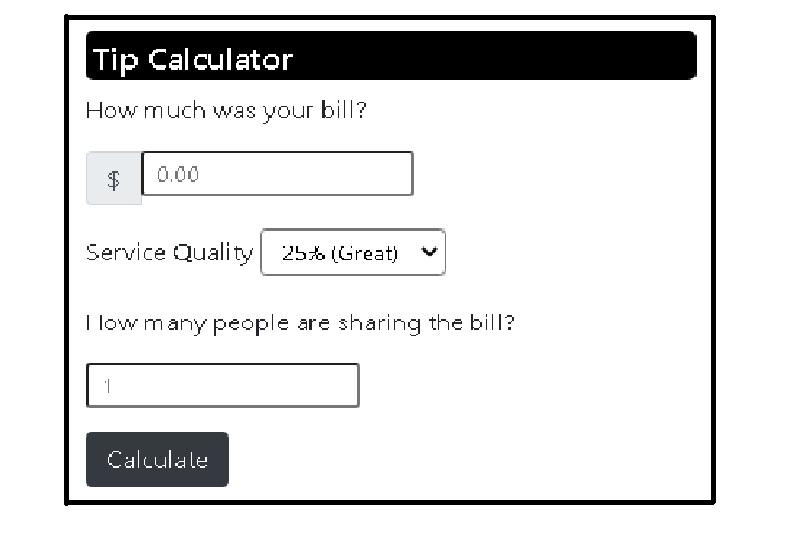 Tip Calculator
How much was your bill?
$ 0.00
Service Quality 25% (Great)
How many people are sharing the bill?
1
Calculate